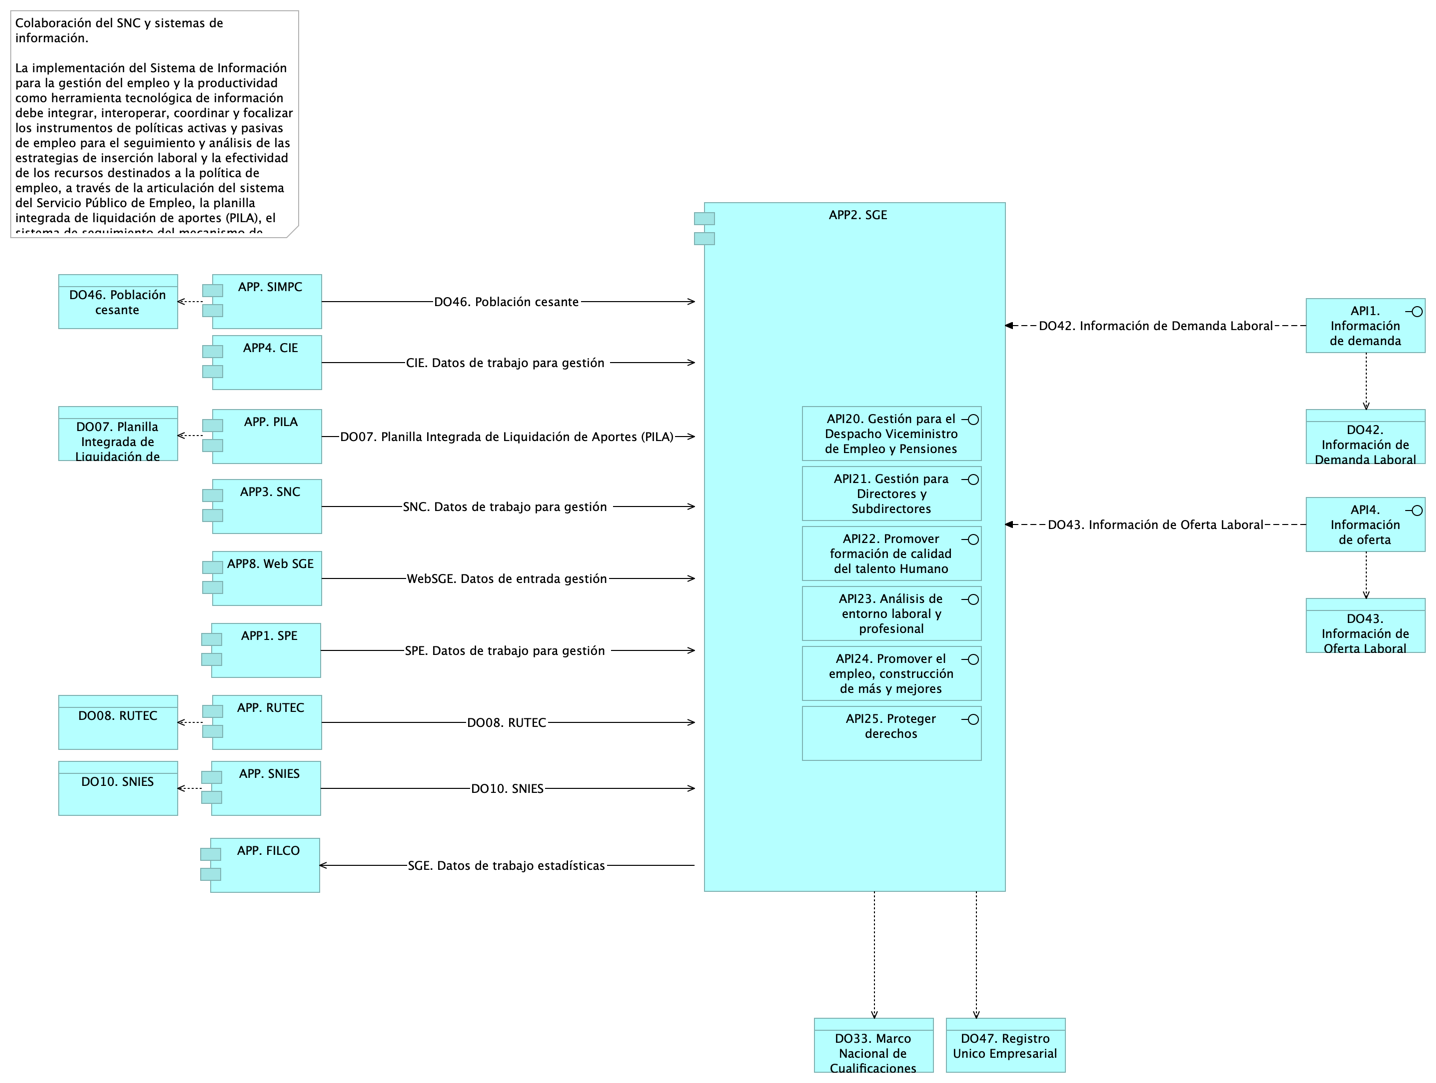 Colaboración del SNC y sistemas de
información.
La implementación del Sistema de Información
para la gestión del empleo y la productividad
como herramienta tecnológica de información
debe integrar, interoperar, coordinar y focalizar
los instrumentos de políticas activas y pasivas
de empleo para el seguimiento y análisis de las
estrategias de inserción laboral y la efectividad
de los recursos destinados a la política de
empleo, a través de la articulación del sistema
del Servicio Público de Empleo, la planilla
integrada de liquidación de aportes (PILA), el
sistema de seguimiento del mecanismo de
APP2. SGE
DO46. Población
cesante
APP. SIMPC
DO46. Población cesante
APP4. CIE
CIE. Datos de trabajo para gestión
DO07. Planilla
Integrada de
Liquidación de
APP. PILA
DO07. Planilla Integrada de Liquidación de Aportes (PILA)
APP3. SNC
SNC. Datos de trabajo para gestión
APP8. Web SGE
WebSGE. Datos de entrada gestión
APP1. SPE
SPE. Datos de trabajo para gestión
DO08. RUTEC
APP. RUTEC
DO08. RUTEC
DO10. SNIES
APP. SNIES
DO10. SNIES
APP. FILCO
SGE. Datos de trabajo estadísticas
API20. Gestión para el
Despacho Viceministro
de Empleo y Pensiones
API21. Gestión para
Directores y
Subdirectores
API22. Promover
formación de calidad
del talento Humano
API23. Análisis de
entorno laboral y
profesional
API24. Promover el
empleo, construcción
de más y mejores
API25. Proteger
derechos
DO42. Información de Demanda Laboral
API1.
Información
de demanda
DO42.
Información de
Demanda Laboral
DO43. Información de Oferta Laboral
API4.
Información
de oferta
DO43.
Información de
Oferta Laboral
DO33. Marco
Nacional de
Cualificaciones
DO47. Registro
Unico Empresarial